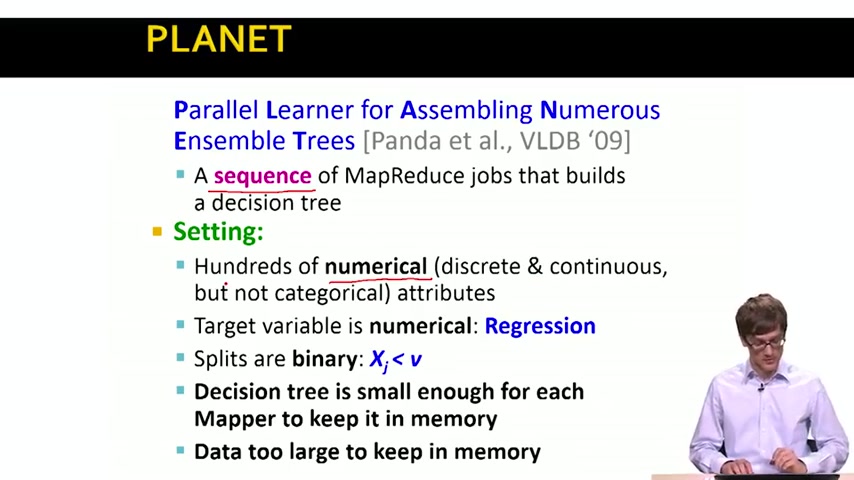 PLANET
Parallel Learner for Assembling Numerous
Ensemble Trees [Panda et al., VLDB ‘09]
A sequence of MapReduce jobs that builds
a decision tree
Setting:
Hundreds of numerical (discrete & continuous,
but not categorical) attributes
Target variable is numerical: Regression
Splits are binary: Xj < v
Decision tree is small enough for each
Mapper to keep it in memory
Data too large to keep in memory